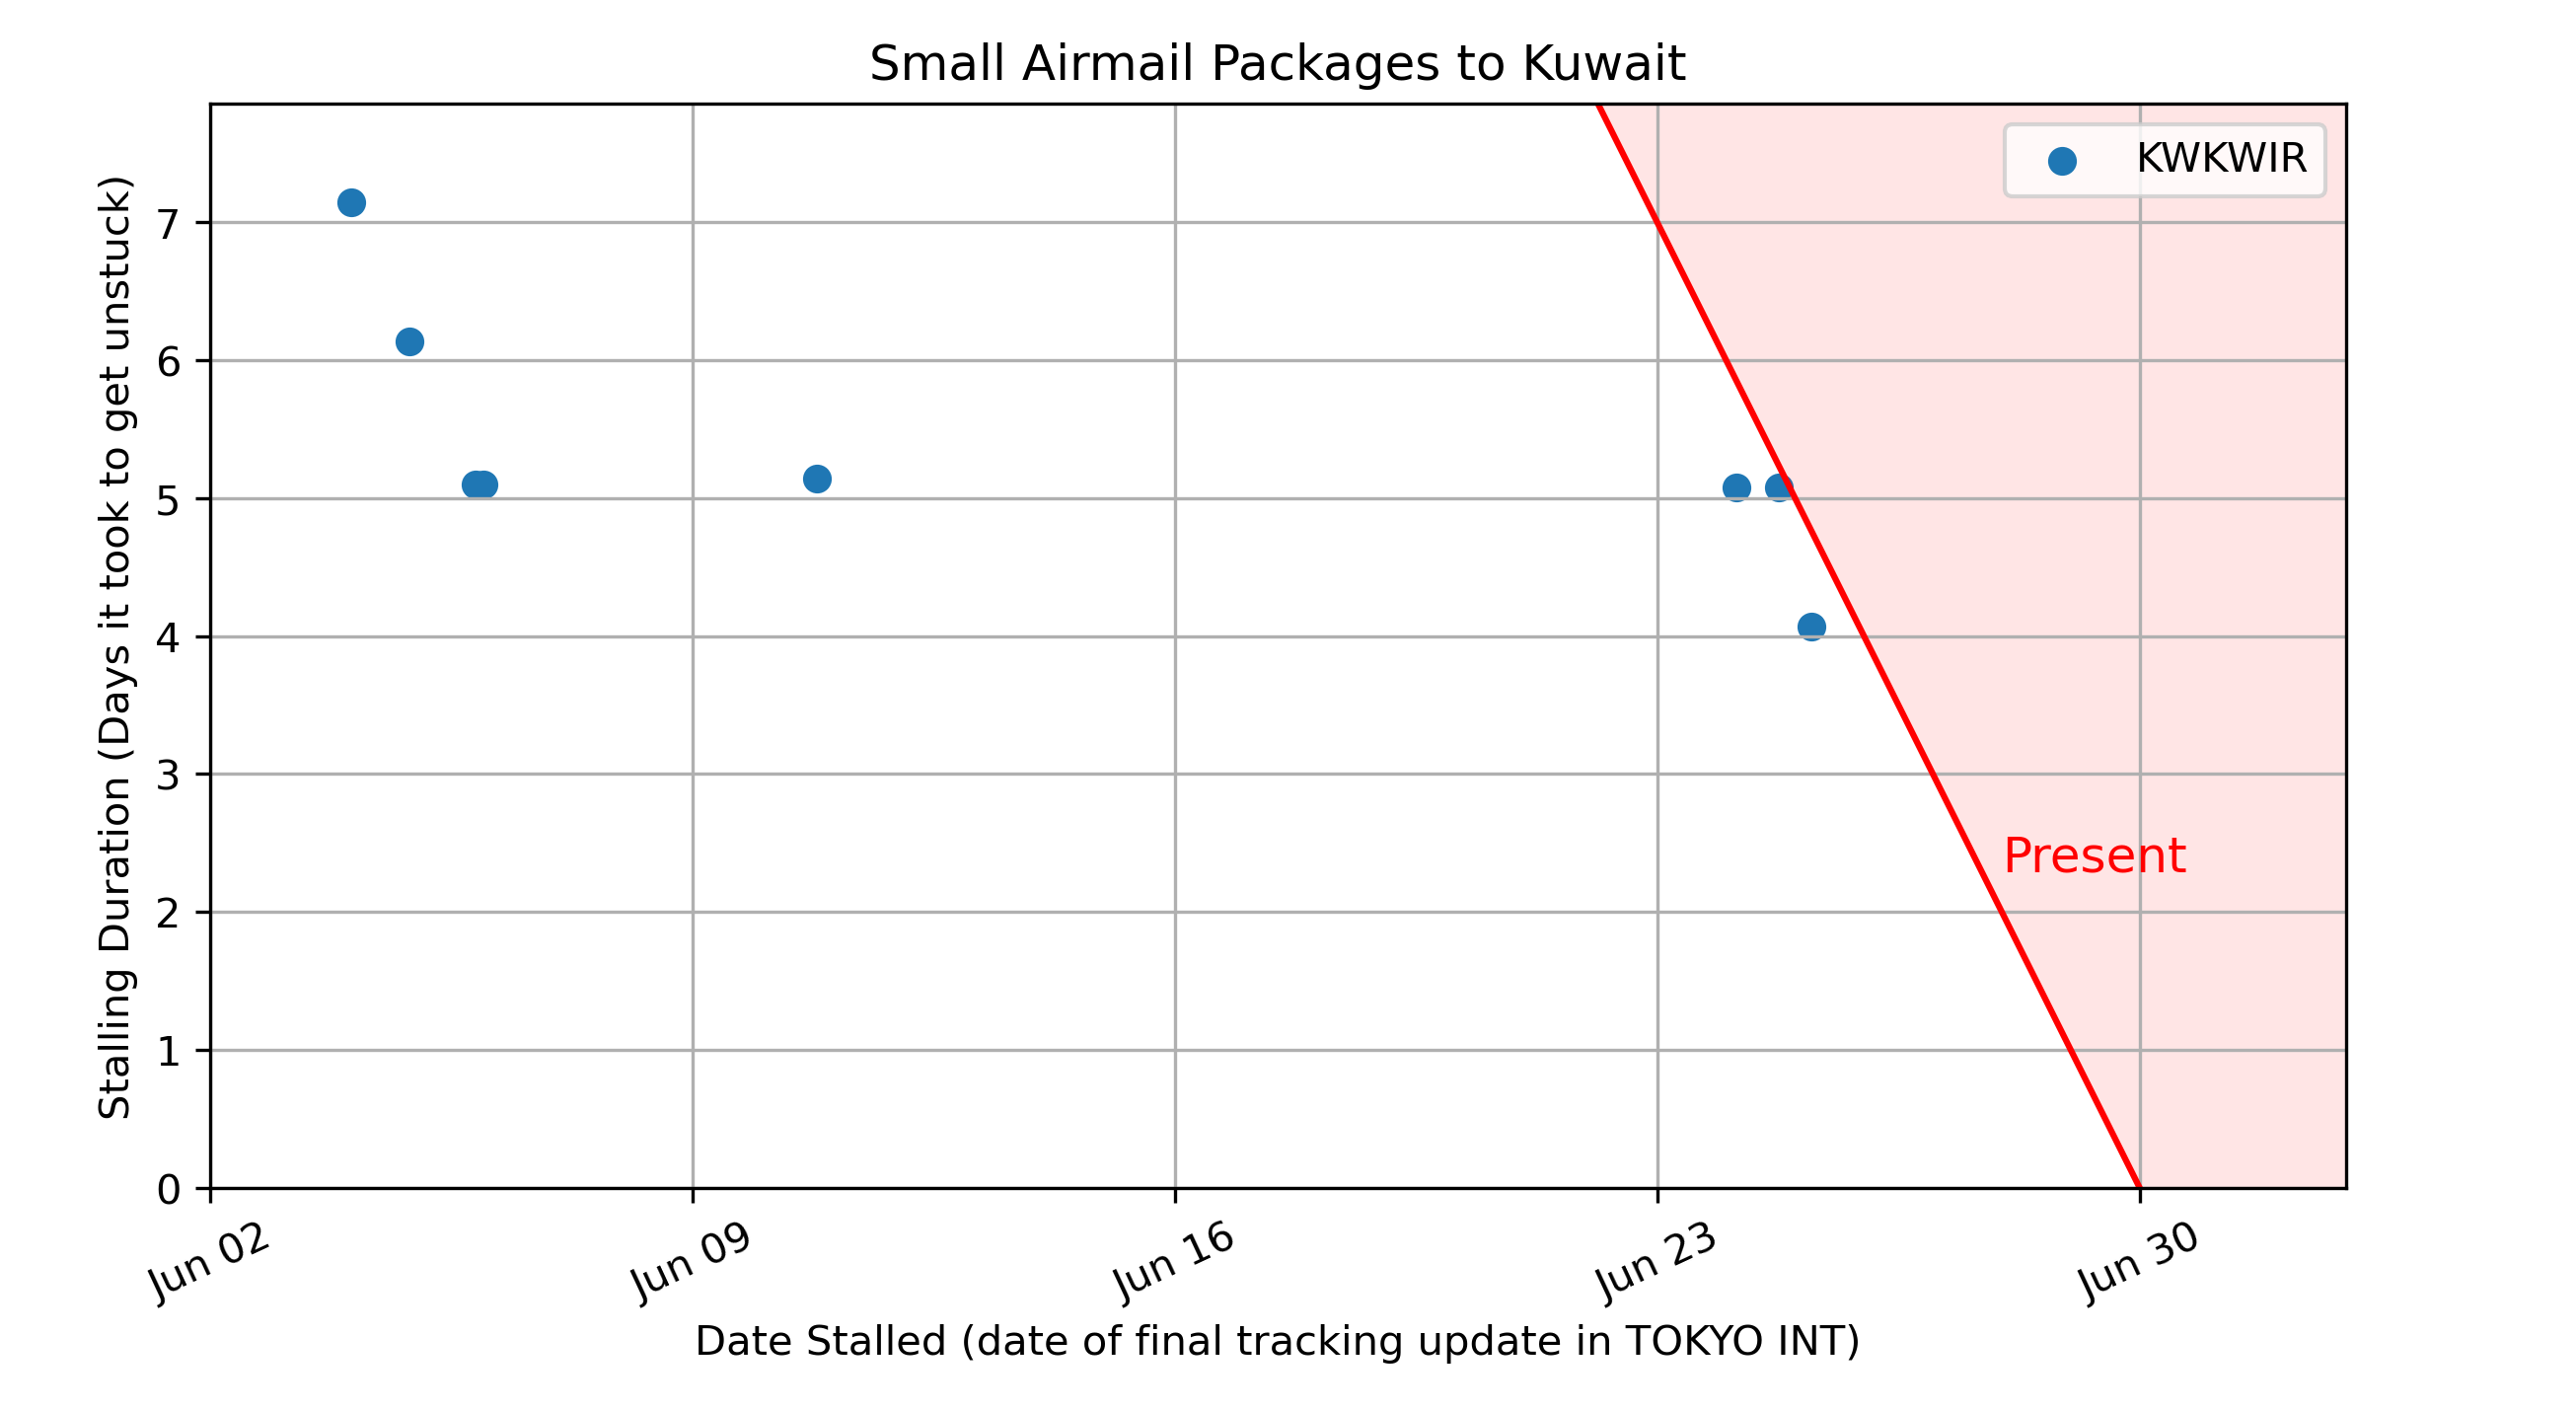 Small Airmail Packages to Kuwait
KWKWIR
Stalling Duration (Days it took to get unstuck)
7
6
5
4
3
2
1
0
Present
Jun 02
Jun 09
Jun 16
Jun 23
Jun 30
Date Stalled (date of final tracking update in TOKYO INT)